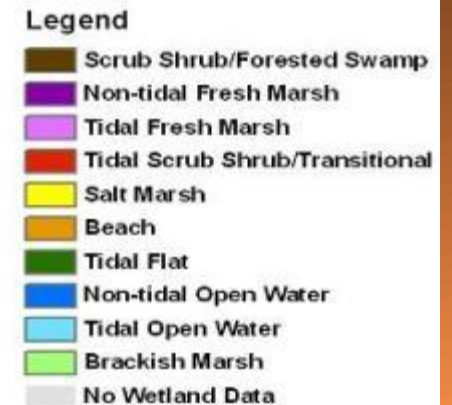 Legend
Scrub Shrub/Forested Swamp
Non-tidal Fresh Marsh
Tidal Fresh Marsh
Tidal Scrub Shrub/Transitional
Salt Marsh
Beach
Tidal Flat
Non-tidal Open Water
Tidal Open Water
Brackish Marsh
No Wetland Data